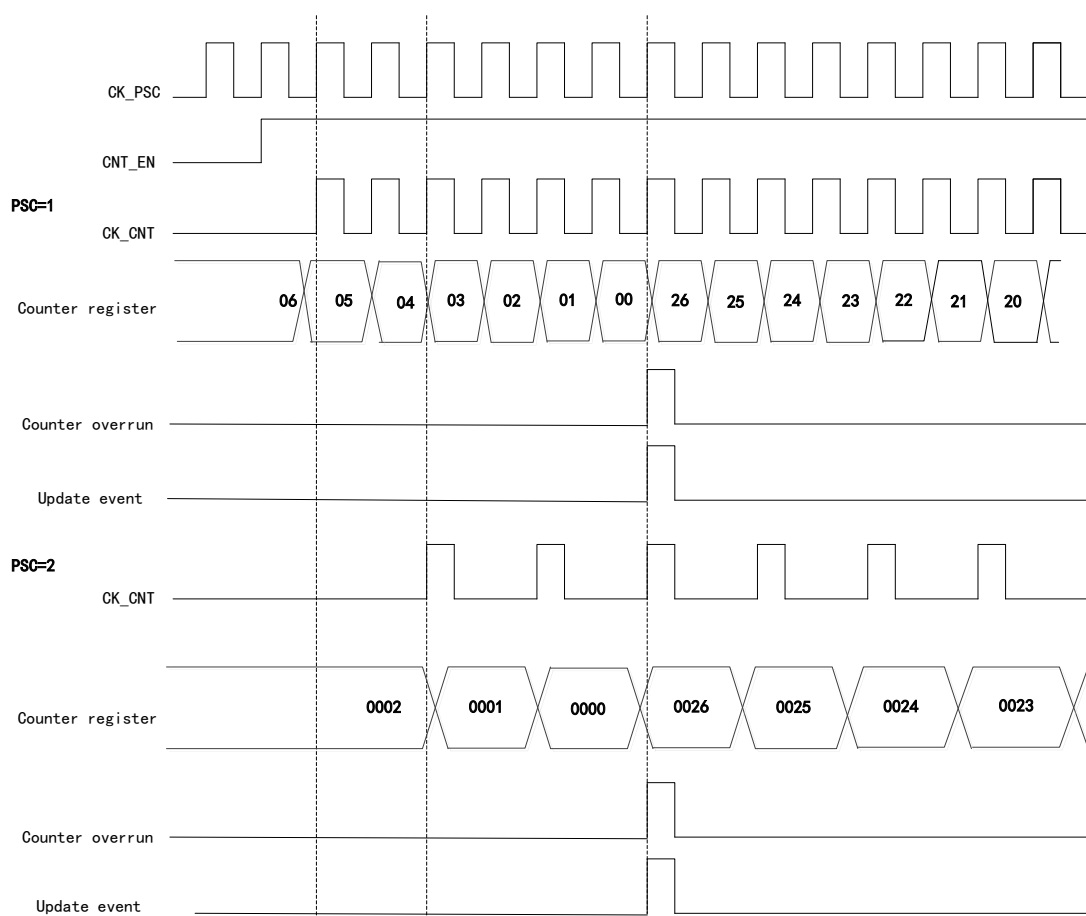 CK_PSC
CNT_EN
PSC=1
CK_CNT
Counter register 06 05 04 03 02 01 00 26 25 24 23 22 21 20
Counter overrun
Update event
PSC=2
CK_CNT
Counter register 0002 0001 0000 0026 0025 0024 0023
Counter overrun
Update event